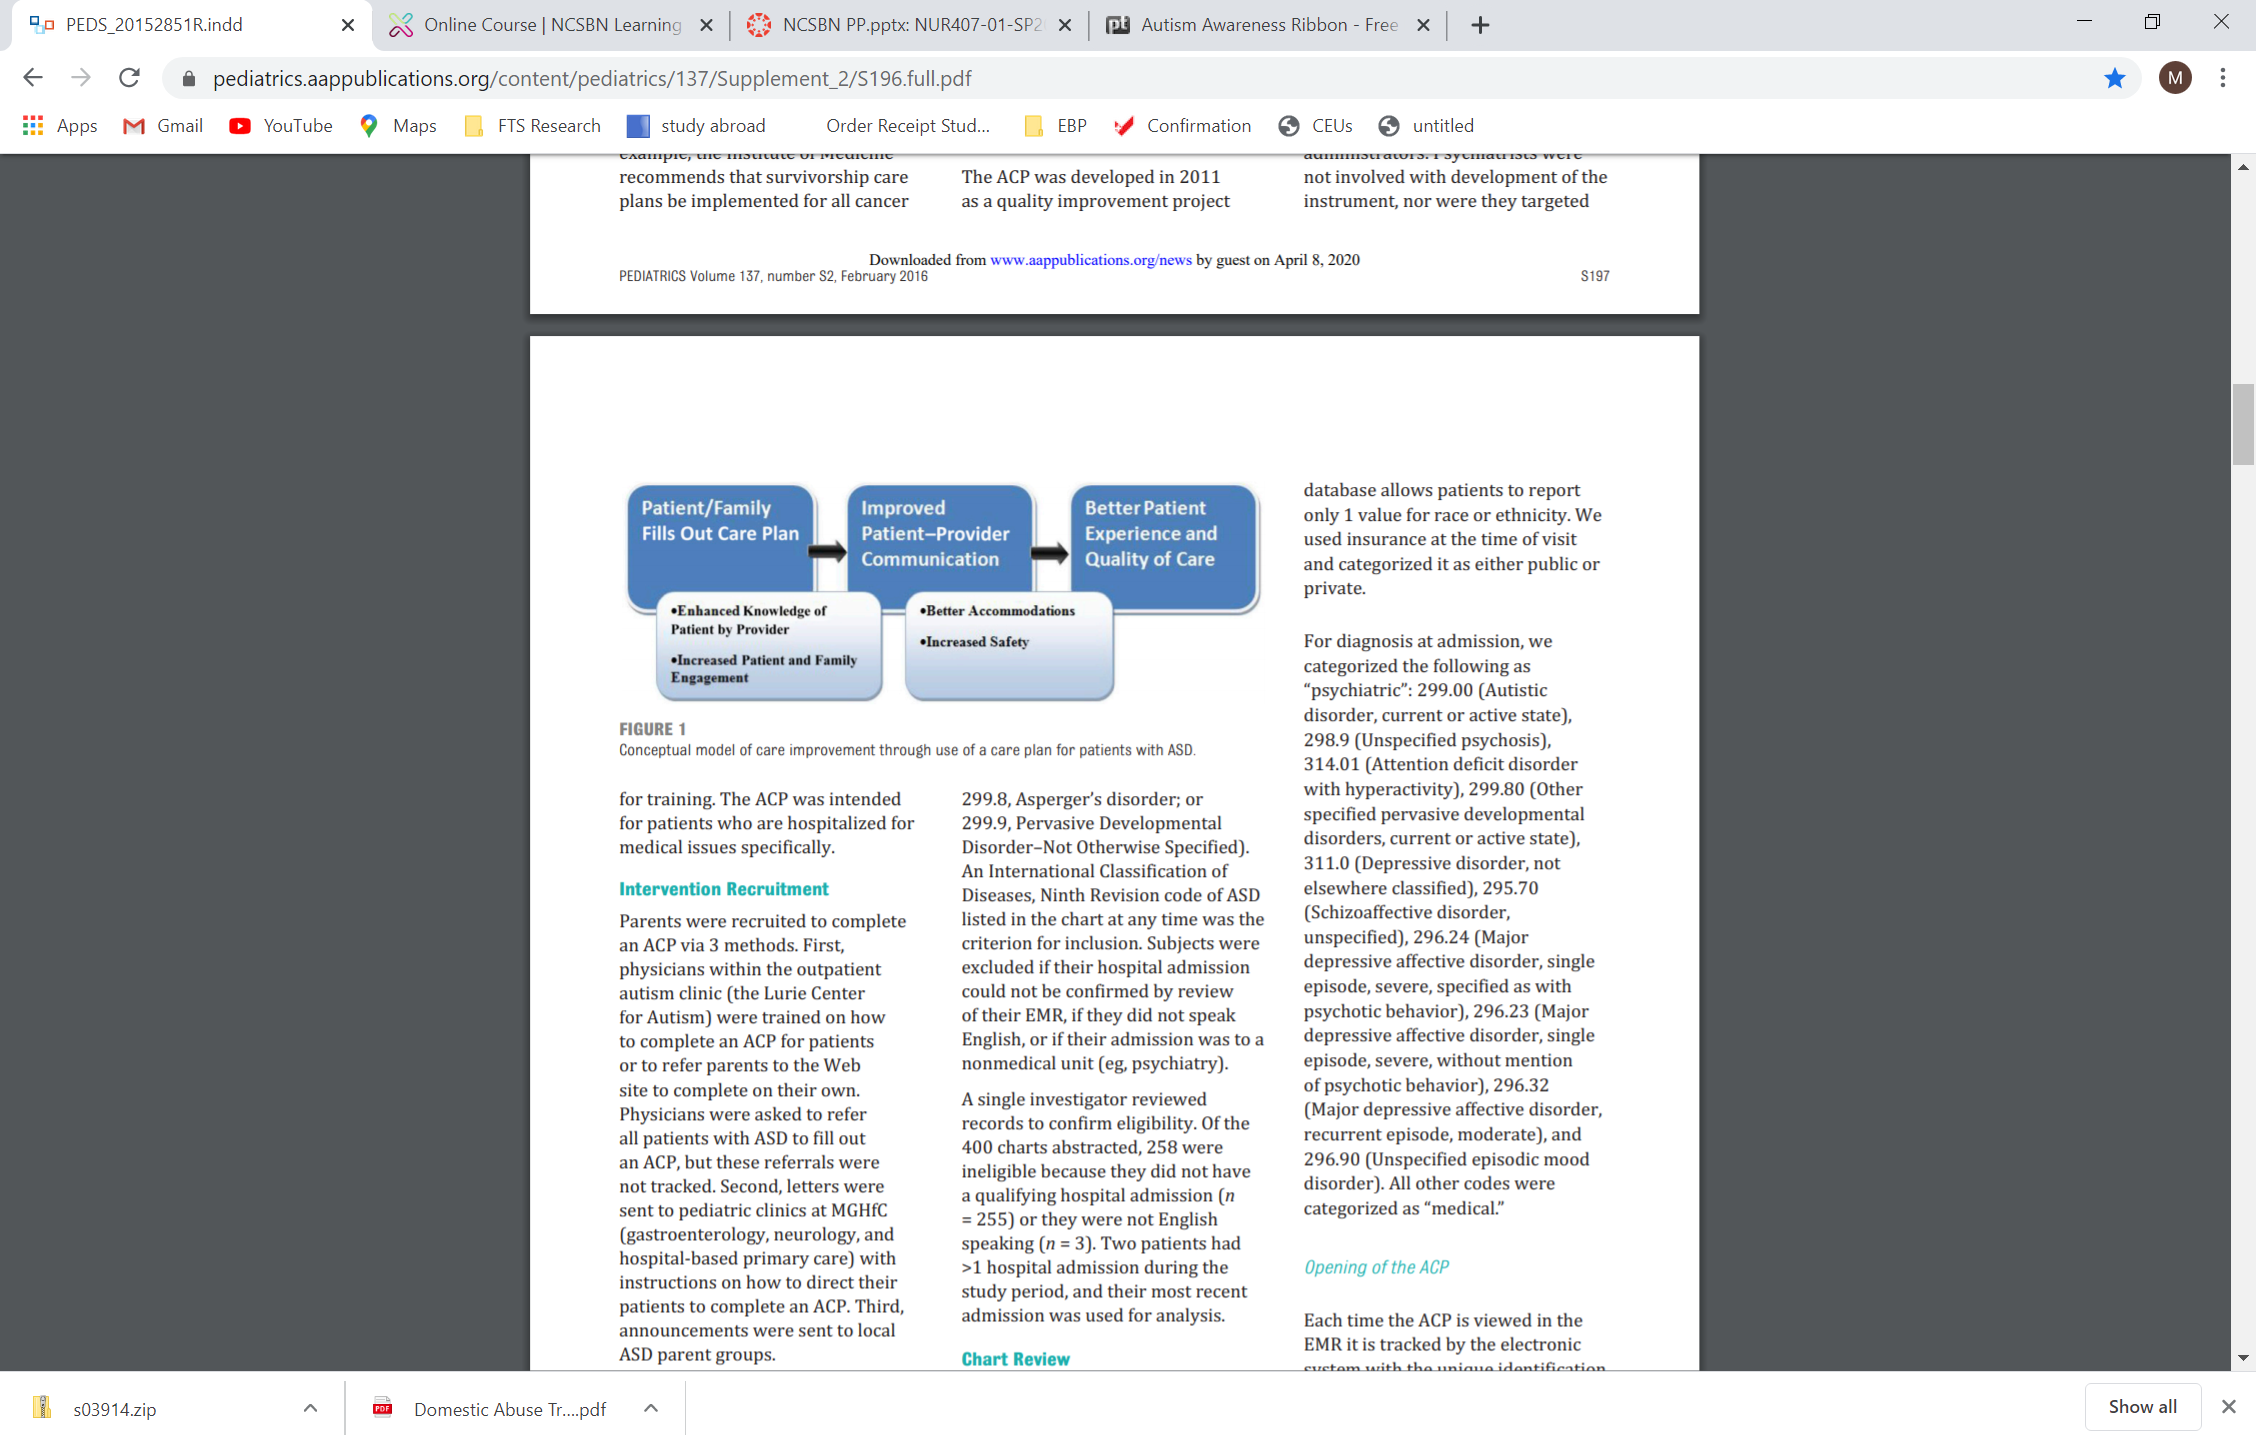 PEDS_20152851R.indd
Online Course | NCSBN Learning
NCSBN PP.pptx: NUR407-01-SP2
Autism Awareness Ribbon - Free
pediatrics.aappublications.org/content/pediatrics/137/Supplement_2/S196.full.pdf
M
Apps
Gmail
YouTube
Maps
FTS Research
study abroad
Order Receipt Stud...
EBP
Confirmation
CEUs
untitled
example, the Institute of Medicine
recommends that survivorship care
plans be implemented for all cancer
The ACP was developed in 2011
as a quality improvement project
administrators. Psychiatrists were
not involved with development of the
instrument, nor were they targeted
Downloaded from www.aappublications.org/news by guest on April 8, 2020
PEDIATRICS Volume 137, number S2, February 2016
S197
Patient/Family
Fills Out Care Plan
•Enhanced Knowledge of
Patient by Provider
•Increased Patient and Family
Engagement
Improved
Patient–Provider
Communication
•Better Accommodations
•Increased Safety
Better Patient
Experience and
Quality of Care
FIGURE 1
Conceptual model of care improvement through use of a care plan for patients with ASD.
for training. The ACP was intended
for patients who are hospitalized for
medical issues specifically.
Intervention Recruitment
Parents were recruited to complete
an ACP via 3 methods. First,
physicians within the outpatient
autism clinic (the Lurie Center
for Autism) were trained on how
to complete an ACP for patients
or to refer parents to the Web
site to complete on their own.
Physicians were asked to refer
all patients with ASD to fill out
an ACP, but these referrals were
not tracked. Second, letters were
sent to pediatric clinics at MGHfC
(gastroenterology, neurology, and
hospital-based primary care) with
instructions on how to direct their
patients to complete an ACP. Third,
announcements were sent to local
ASD parent groups.
299.8, Asperger's disorder; or
299.9, Pervasive Developmental
Disorder–Not Otherwise Specified).
An International Classification of
Diseases, Ninth Revision code of ASD
listed in the chart at any time was the
criterion for inclusion. Subjects were
excluded if their hospital admission
could not be confirmed by review
of their EMR, if they did not speak
English, or if their admission was to a
nonmedical unit (eg, psychiatry).
A single investigator reviewed
records to confirm eligibility. Of the
400 charts abstracted, 258 were
ineligible because they did not have
a qualifying hospital admission (n
= 255) or they were not English
speaking (n = 3). Two patients had
>1 hospital admission during the
study period, and their most recent
admission was used for analysis.
Chart Review
database allows patients to report
only 1 value for race or ethnicity. We
used insurance at the time of visit
and categorized it as either public or
private.
For diagnosis at admission, we
categorized the following as
“psychiatric”: 299.00 (Autistic
disorder, current or active state),
298.9 (Unspecified psychosis),
314.01 (Attention deficit disorder
with hyperactivity), 299.80 (Other
specified pervasive developmental
disorders, current or active state),
311.0 (Depressive disorder, not
elsewhere classified), 295.70
(Schizoaffective disorder,
unspecified), 296.24 (Major
depressive affective disorder, single
episode, severe, specified as with
psychotic behavior), 296.23 (Major
depressive affective disorder, single
episode, severe, without mention
of psychotic behavior), 296.32
(Major depressive affective disorder,
recurrent episode, moderate), and
296.90 (Unspecified episodic mood
disorder). All other codes were
categorized as “medical.”
Opening of the ACP
Each time the ACP is viewed in the
EMR it is tracked by the electronic
system with the unique identification
s03914.zip
PDF
Domestic Abuse Tr....pdf
Show all